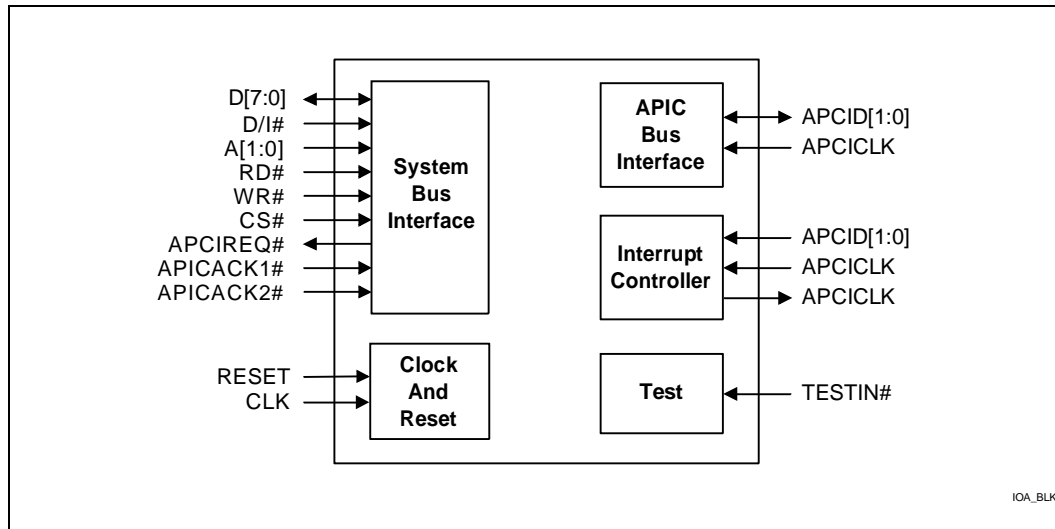 D[7:0]
D/I#
A[1:0]
RD#
WR#
CS#
APCIREQ#
APICACK1#
APICACK2#
System
Bus
Interface
RESET
CLK
Clock
And
Reset
APIC
Bus
Interface
APCID[1:0]
APCICLK
Interrupt
Controller
APCID[1:0]
APCICLK
APCICLK
Test
TESTIN#
IOA_BLK